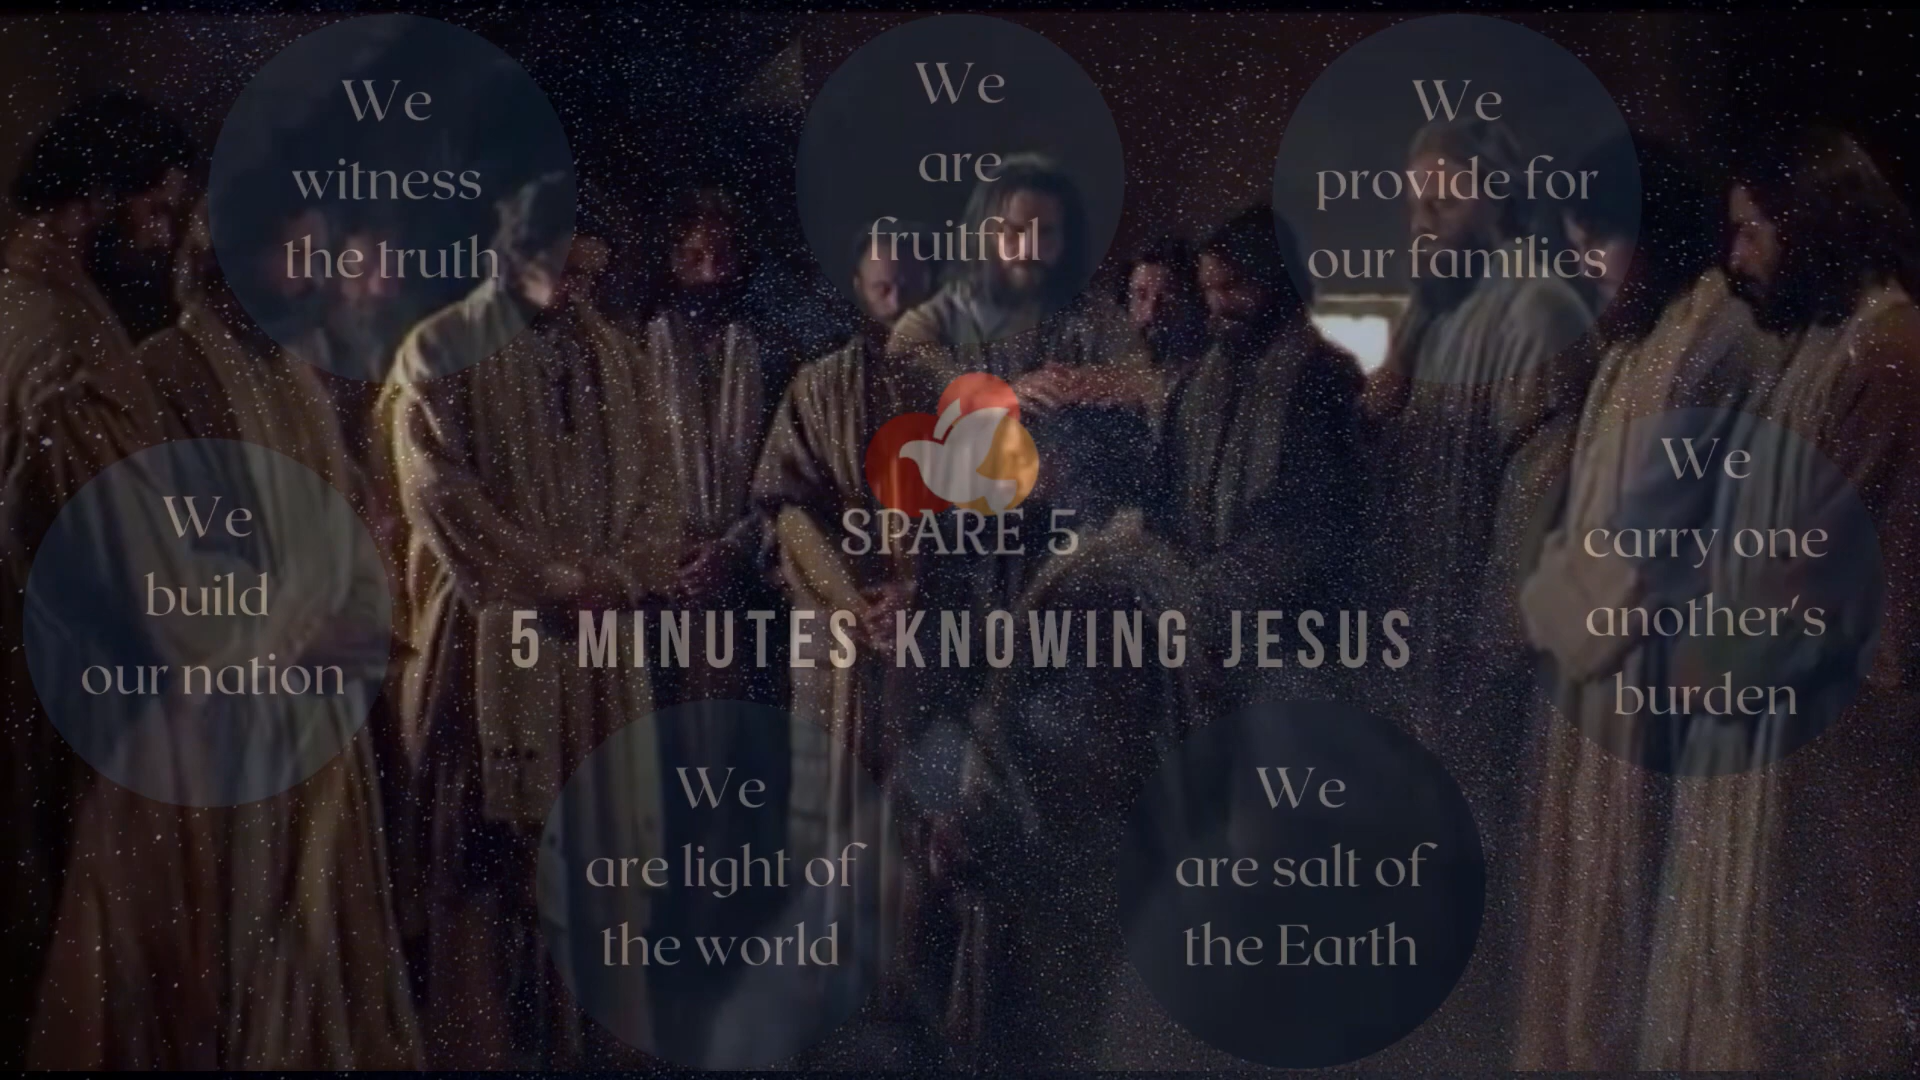 We
witness
the truth
We
are
fruitful
We
provide for
our families
We
build
our nation
SPARE 5
5 MINUTES KNOWING JESUS
We
carry one
another's
burden
We
are light of
the world
We
are salt of
the Earth